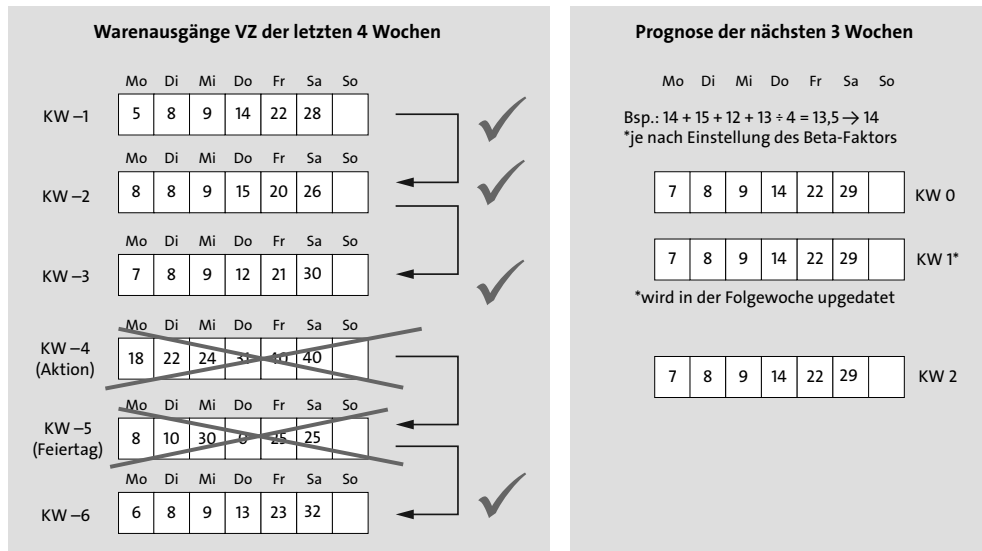 Warenausgänge VZ der letzten 4 Wochen
Mo Di Mi Do Fr Sa So
KW –1 5 8 9 14 22 28
KW –2 8 8 9 15 20 26
Mo Di Mi Do Fr Sa So
KW –3 7 8 9 12 21 30
Mo Di Mi Do Fr Sa So
KW –4
(Aktion)
18 22 24 40
Mo Di Mi Do Fr Sa So
KW –5
(Feiertag)
8 10 30 25 25
Mo Di Mi Do Fr Sa So
KW –6 6 8 9 13 23 32
Prognose der nächsten 3 Wochen
Mo Di Mi Do Fr Sa So
Bsp.: 14 + 15 + 12 + 13 ÷ 4 = 13,5 → 14
*je nach Einstellung des Beta-Faktors
7 8 9 14 22 29 KW 0
7 8 9 14 22 29 KW 1*
*wird in der Folgewoche upgedatet
7 8 9 14 22 29 KW 2